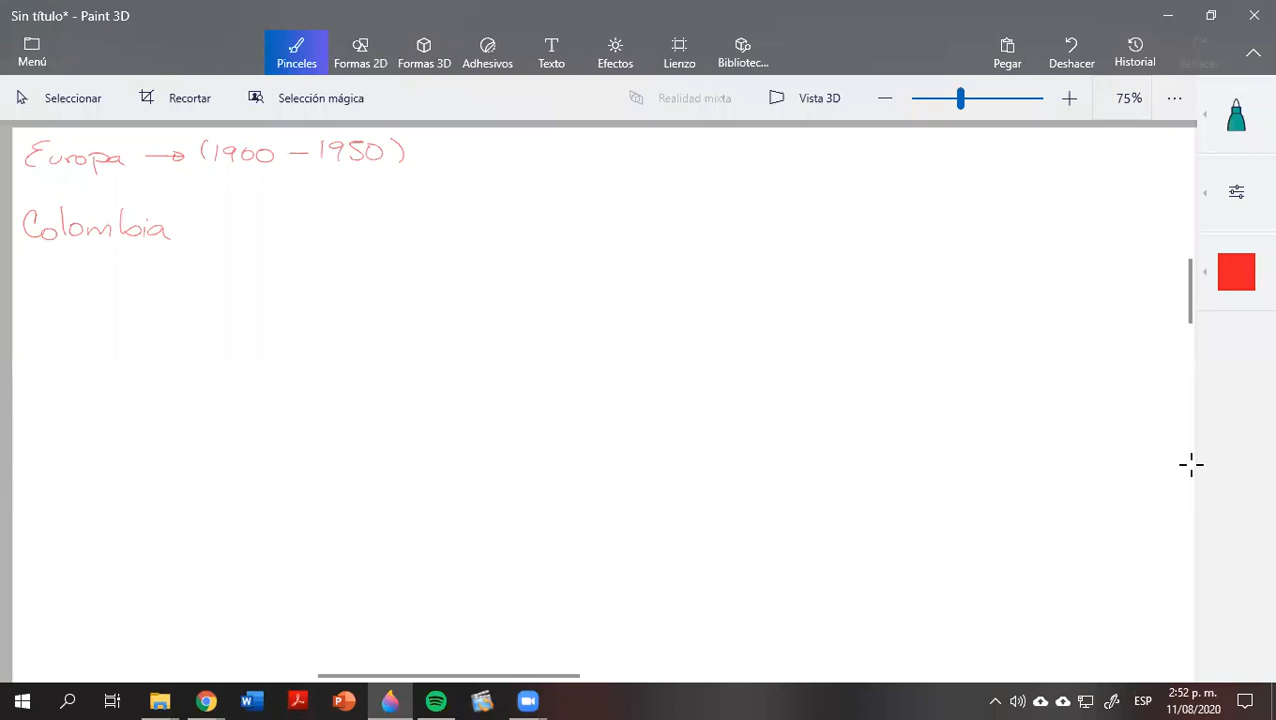 Sin título* - Paint 3D
Menú
Pinceles
Formas 2D
Formas 3D
Adhesivos
Texto
Efectos
Lienzo
Bibliotec...
Pegar
Deshacer
Historial
Rehacer
Seleccionar
Recortar
Selección mágica
Realidad mixta
Vista 3D
75%
Europa → (1900 – 1950)
Colombia
ESP
2:52 p. m.
11/08/2020